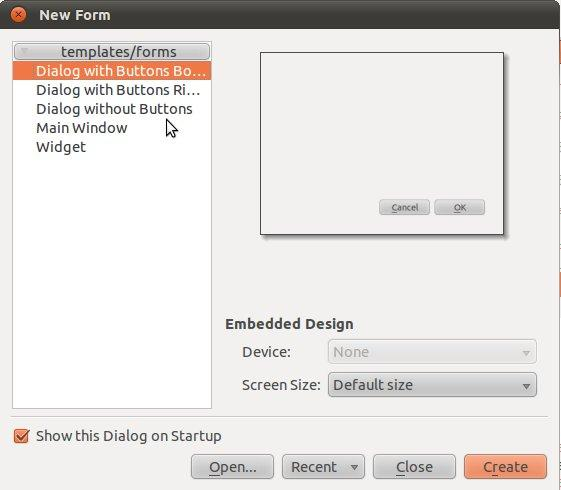 New Form
templates/forms
Dialog with Buttons Bo...
Dialog with Buttons Ri...
Dialog without Buttons
Main Window
Widget
Cancel OK
Embedded Design
Device: None
Screen Size: Default size
Show this Dialog on Startup
Open... Recent Close Create